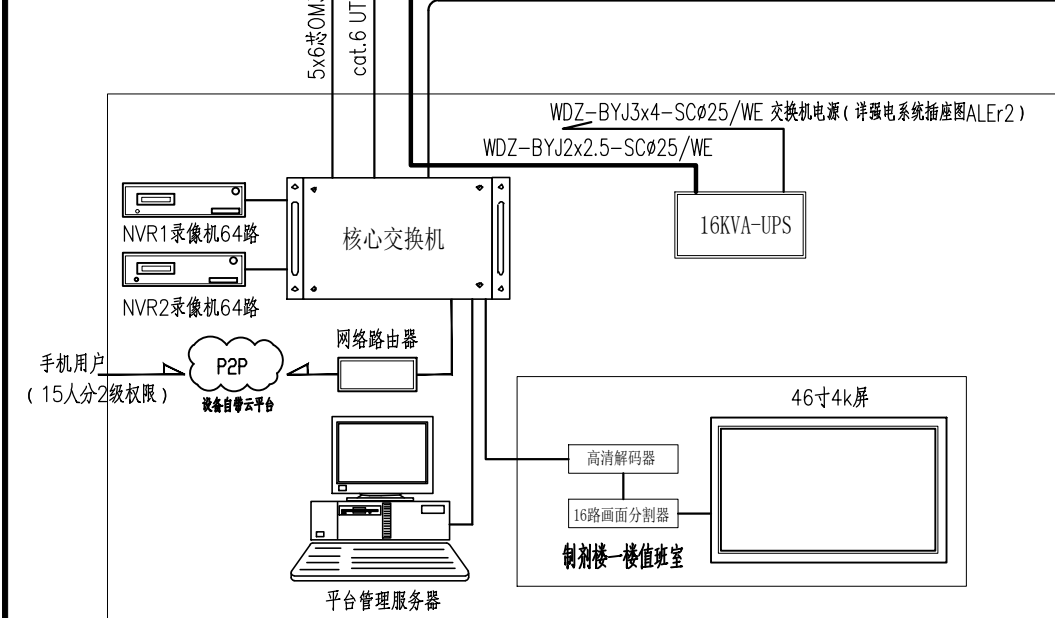 5x6芯OM
cat.6 UT
WDZ-BYJ3x4-SCø25/WE 交换机电源(详强电系统插座图ALEr2)
WDZ-BYJ2x2.5-SCø25/WE
16KVA-UPS
核心交换机
NVR1录像机64路
NVR2录像机64路
网络路由器
手机用户
(15人分2级权限)
P2P
设备自带云平台
46寸4k屏
高清解码器
16路画面分割器
制剂楼一楼值班室
平台管理服务器